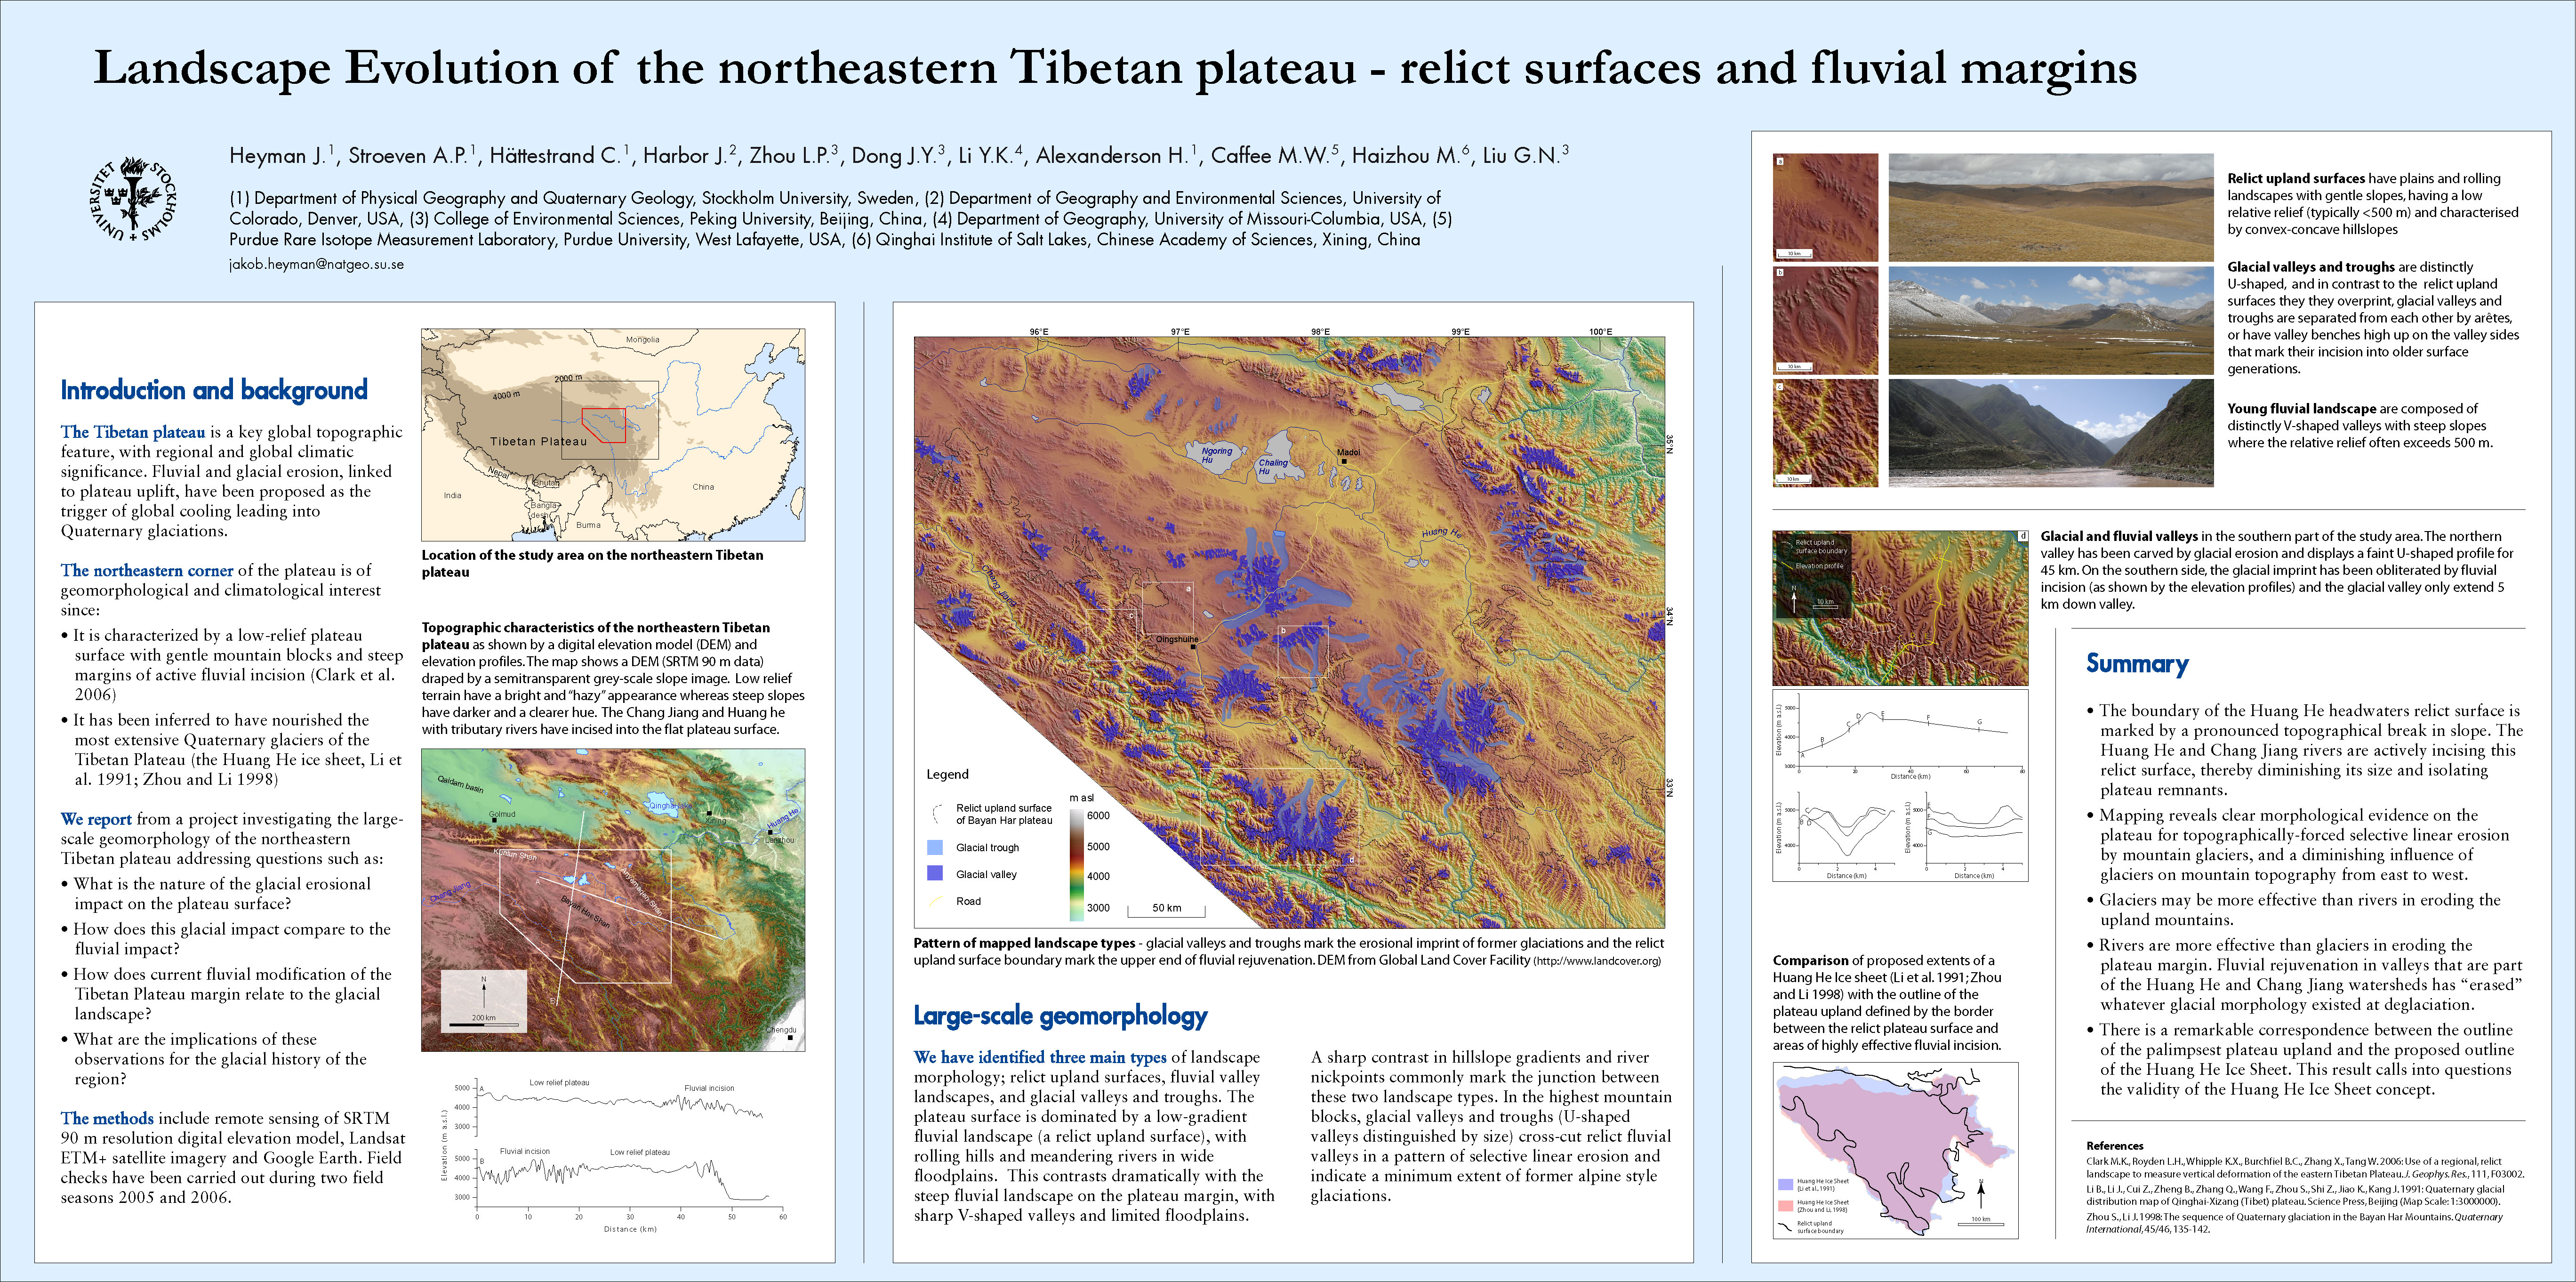 Landscape Evolution of the northeastern Tibetan plateau - relict surfaces and fluvial margins
Heyman J.1, Stroeven A.P.1, Hättestrand C.1, Harbor J.2, Zhou L.P.3, Dong J.Y.3, Li Y.K.4, Alexanderson H.1, Caffee M.W.5, Haizhou M.6, Liu G.N.3
(1) Department of Physical Geography and Quaternary Geology, Stockholm University, Sweden, (2) Department of Geography and Environmental Sciences, University of
Colorado, Denver, USA, (3) College of Environmental Sciences, Peking University, Beijing, China, (4) Department of Geography, University of Missouri-Columbia, USA, (5)
Purdue Rare Isotope Measurement Laboratory, Purdue University, West Lafayette, USA, (6) Qinghai Institute of Salt Lakes, Chinese Academy of Sciences, Xining, China
jakob.heyman@natgeo.su.se
STOCKHOLMS UNIVERSITET
Introduction and background
The Tibetan plateau is a key global topographic
feature, with regional and global climatic
significance. Fluvial and glacial erosion, linked
to plateau uplift, have been proposed as the
trigger of global cooling leading into
Quaternary glaciations.
The northeastern corner of the plateau is of
geomorphological and climatological interest
since:
• It is characterized by a low-relief plateau
surface with gentle mountain blocks and steep
margins of active fluvial incision (Clark et al.
2006)
• It has been inferred to have nourished the
most extensive Quaternary glaciers of the
Tibetan Plateau (the Huang He ice sheet, Li et
al. 1991; Zhou and Li 1998)
We report from a project investigating the large-
scale geomorphology of the northeastern
Tibetan plateau addressing questions such as:
• What is the nature of the glacial erosional
impact on the plateau surface?
• How does this glacial impact compare to the
fluvial impact?
• How does current fluvial modification of the
Tibetan Plateau margin relate to the glacial
landscape?
• What are the implications of these
observations for the glacial history of the
region?
The methods include remote sensing of SRTM
90 m resolution digital elevation model, Landsat
ETM+ satellite imagery and Google Earth. Field
checks have been carried out during two field
seasons 2005 and 2006.
Mongolia
2000 m
4000 m
Tibetan Plateau
Nepal
Bhutan
India
Bangla-
desh
Burma
China
Location of the study area on the northeastern Tibetan
plateau
Topographic characteristics of the northeastern Tibetan
plateau as shown by a digital elevation model (DEM) and
elevation profiles. The map shows a DEM (SRTM 90 m data)
draped by a semitransparent grey-scale slope image. Low relief
terrain have a bright and “hazy” appearance whereas steep slopes
have darker and a clearer hue. The Chang Jiang and Huang he
with tributary rivers have incised into the flat plateau surface.
Qaidam basin
Golmud
Qinghai lake
Xining
Huang He
Lanzhou
Kunlun Shan
Chang Jiang
A
Anyemaqen Shan
Bayan Har Shan
B
N
200 km
Chengdu
Elevation (m a.s.l.)
5000
4000
3000
A
Low relief plateau
Fluvial incision
5000
4000
3000
B
Fluvial incision
Low relief plateau
0 10 20 30 40 50 60
Distance (km)
96°E 97°E 98°E 99°E 100°E
35°N
34°N
33°N
Ngoring
Hu
Chaling
Hu
Madoi
Huang He
Chang Jiang
a
c
Qingshuihe
b
d
Legend
Relict upland surface
of Bayan Har plateau
Glacial trough
Glacial valley
Road
m asl
6000
5000
4000
3000
50 km
Pattern of mapped landscape types - glacial valleys and troughs mark the erosional imprint of former glaciations and the relict
upland surface boundary mark the upper end of fluvial rejuvenation. DEM from Global Land Cover Facility (http://www.landcover.org)
Large-scale geomorphology
We have identified three main types of landscape
morphology; relict upland surfaces, fluvial valley
landscapes, and glacial valleys and troughs. The
plateau surface is dominated by a low-gradient
fluvial landscape (a relict upland surface), with
rolling hills and meandering rivers in wide
floodplains. This contrasts dramatically with the
steep fluvial landscape on the plateau margin, with
sharp V-shaped valleys and limited floodplains.
A sharp contrast in hillslope gradients and river
nickpoints commonly mark the junction between
these two landscape types. In the highest mountain
blocks, glacial valleys and troughs (U-shaped
valleys distinguished by size) cross-cut relict fluvial
valleys in a pattern of selective linear erosion and
indicate a minimum extent of former alpine style
glaciations.
a
10 km
b
10 km
c
10 km
Relict upland surfaces have plains and rolling
landscapes with gentle slopes, having a low
relative relief (typically <500 m) and characterised
by convex-concave hillslopes
Glacial valleys and troughs are distinctly
U-shaped, and in contrast to the relict upland
surfaces they they overprint, glacial valleys and
troughs are separated from each other by arêtes,
or have valley benches high up on the valley sides
that mark their incision into older surface
generations.
Young fluvial landscape are composed of
distinctly V-shaped valleys with steep slopes
where the relative relief often exceeds 500 m.
Relict upland
surface boundary
Elevation profile
N
10 km
d
Glacial and fluvial valleys in the southern part of the study area. The northern
valley has been carved by glacial erosion and displays a faint U-shaped profile for
45 km. On the southern side, the glacial imprint has been obliterated by fluvial
incision (as shown by the elevation profiles) and the glacial valley only extend 5
km down valley.
Elevation (m a.s.l.)
5000
4000
3000
A B C D E F G
0 20 40 60 80
Distance (km)
Elevation (m a.s.l.)
5000
4000
C
B D
0 2 4
Distance (km)
Elevation (m a.s.l.)
5000
4000
E
F
G
0 2 4
Distance (km)
Comparison of proposed extents of a
Huang He Ice sheet (Li et al. 1991; Zhou
and Li 1998) with the outline of the
plateau upland defined by the border
between the relict plateau surface and
areas of highly effective fluvial incision.
Huang He Ice Sheet
(Li et al., 1991)
Huang He Ice Sheet
(Zhou and Li, 1998)
Relict upland
surface boundary
N
100 km
Summary
• The boundary of the Huang He headwaters relict surface is
marked by a pronounced topographical break in slope. The
Huang He and Chang Jiang rivers are actively incising this
relict surface, thereby diminishing its size and isolating
plateau remnants.
• Mapping reveals clear morphological evidence on the
plateau for topographically-forced selective linear erosion
by mountain glaciers, and a diminishing influence of
glaciers on mountain topography from east to west.
• Glaciers may be more effective than rivers in eroding the
upland mountains.
• Rivers are more effective than glaciers in eroding the
plateau margin. Fluvial rejuvenation in valleys that are part
of the Huang He and Chang Jiang watersheds has “erased”
whatever glacial morphology existed at deglaciation.
• There is a remarkable correspondence between the outline
of the palimpsest plateau upland and the proposed outline
of the Huang He Ice Sheet. This result calls into questions
the validity of the Huang He Ice Sheet concept.
References
Clark M.K., Royden L.H., Whipple K.X., Burchfiel B.C., Zhang X., Tang W. 2006: Use of a regional, relict
landscape to measure vertical deformation of the eastern Tibetan Plateau. J. Geophys. Res., 111, F03002.
Li B., Li J., Cui Z., Zheng B., Zhang Q., Wang F., Zhou S., Shi Z., Jiao K., Kang J. 1991: Quaternary glacial
distribution map of Qinghai-Xizang (Tibet) plateau. Science Press, Beijing (Map Scale: 1:3000000).
Zhou S., Li J. 1998: The sequence of Quaternary glaciation in the Bayan Har Mountains. Quaternary
International, 45/46, 135-142.